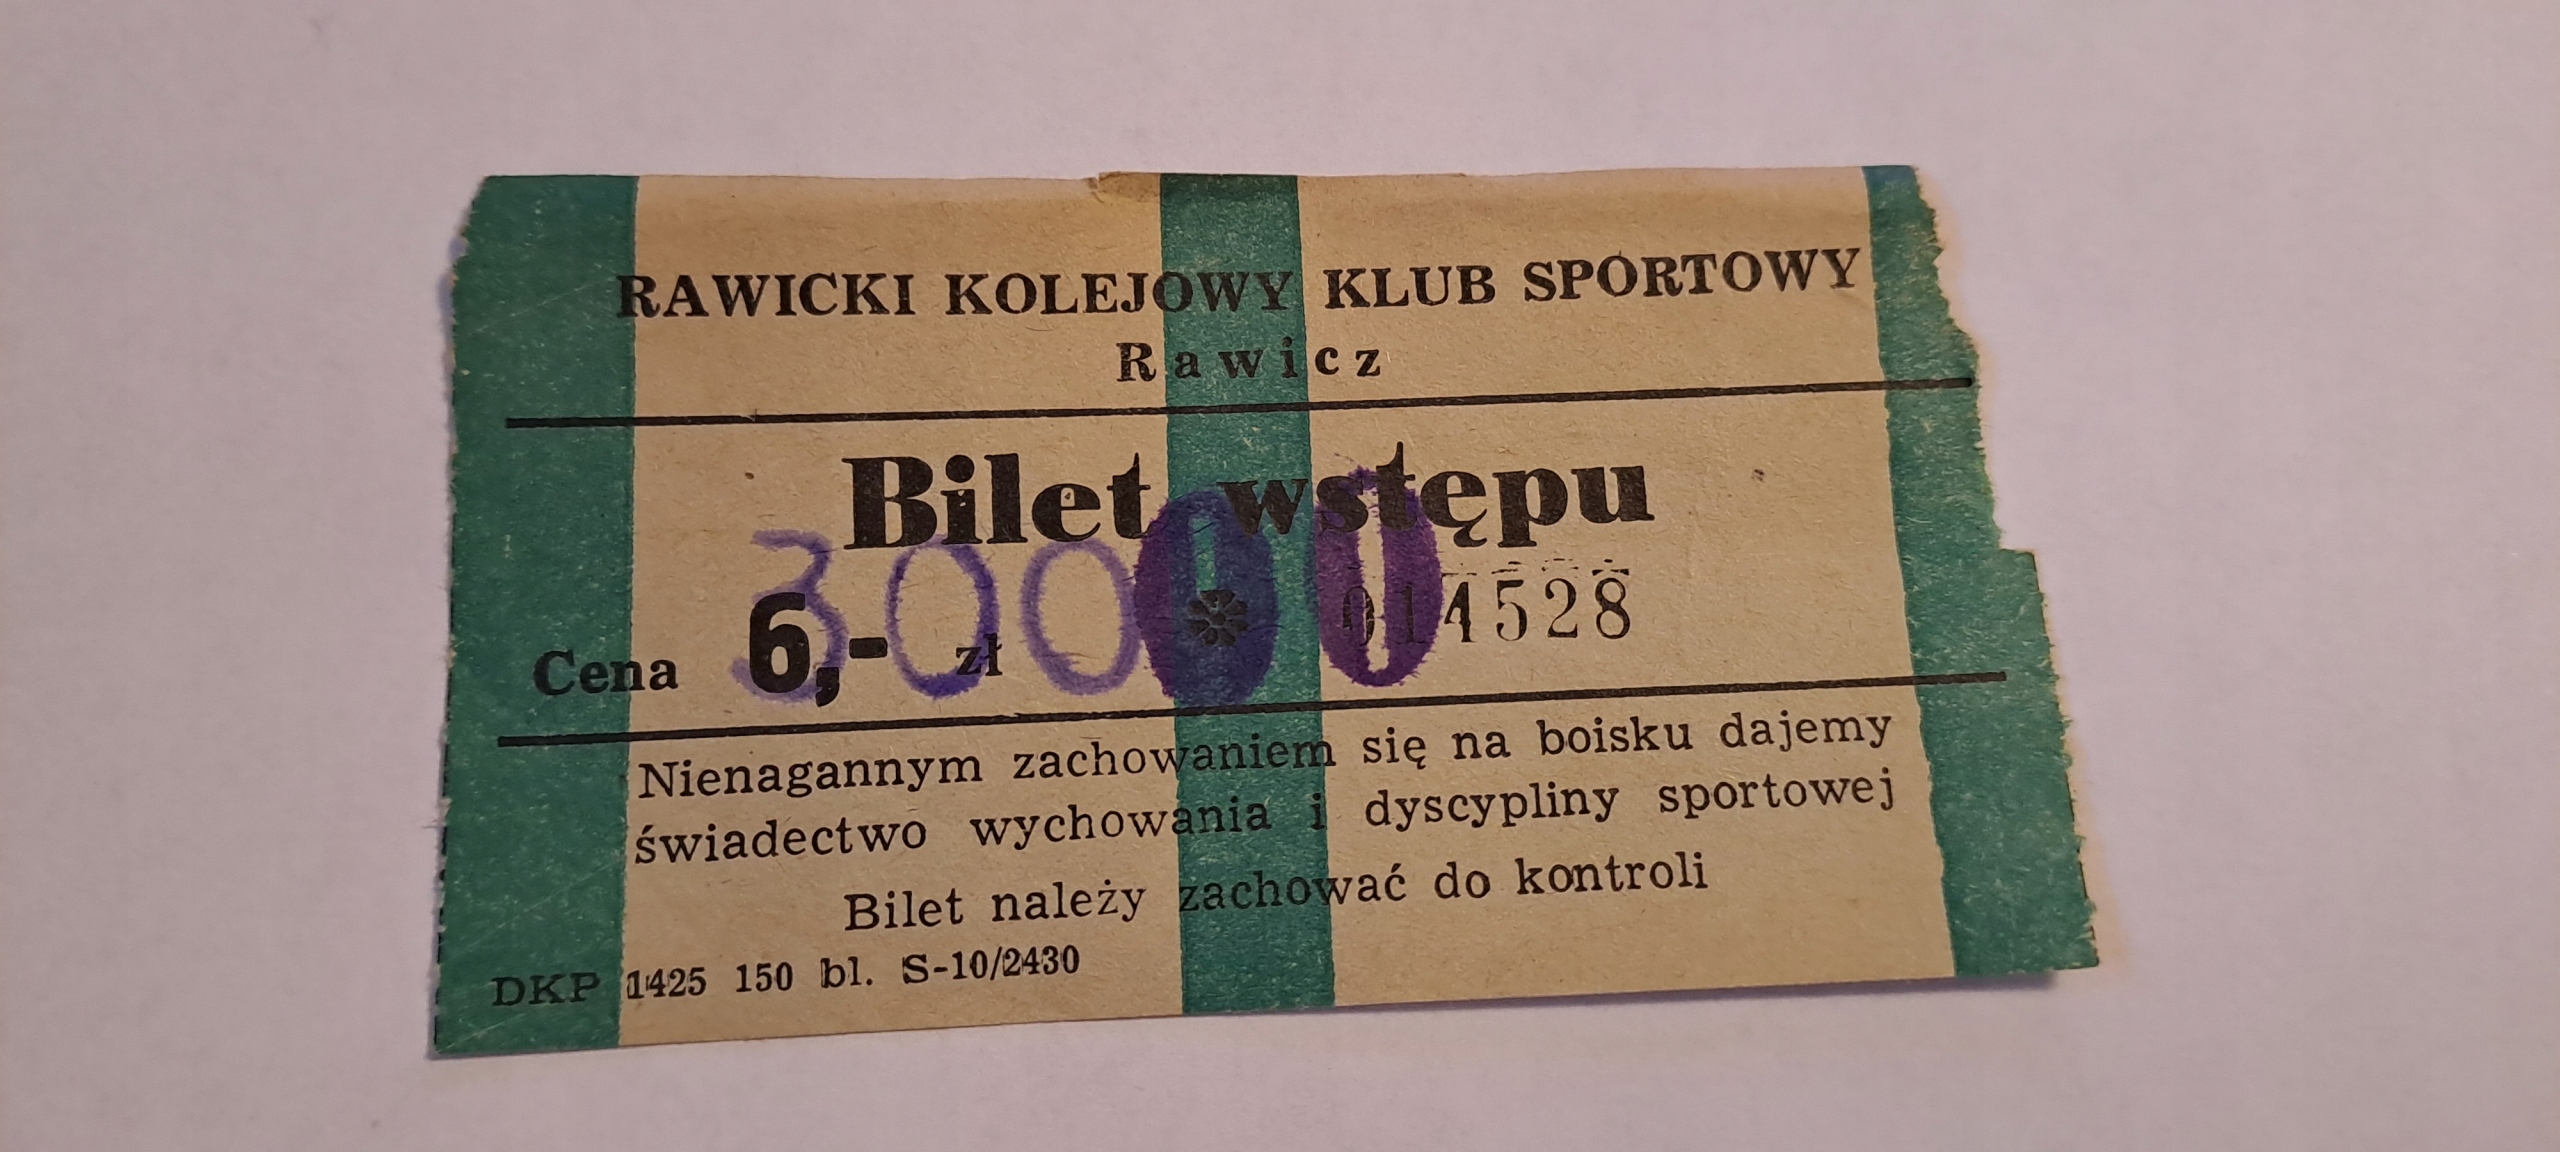 RAWICKI KOLEJOWY KLUB SPORTOWY
Rawicz
Bilet wstępu
30000
Cena 6,- zł 014528
Nienagannym zachowaniem się na boisku dajemy
świadectwo wychowania i dyscypliny sportowej
Bilet należy zachować do kontroli
DKP 1425 150 bl. S-10/2430